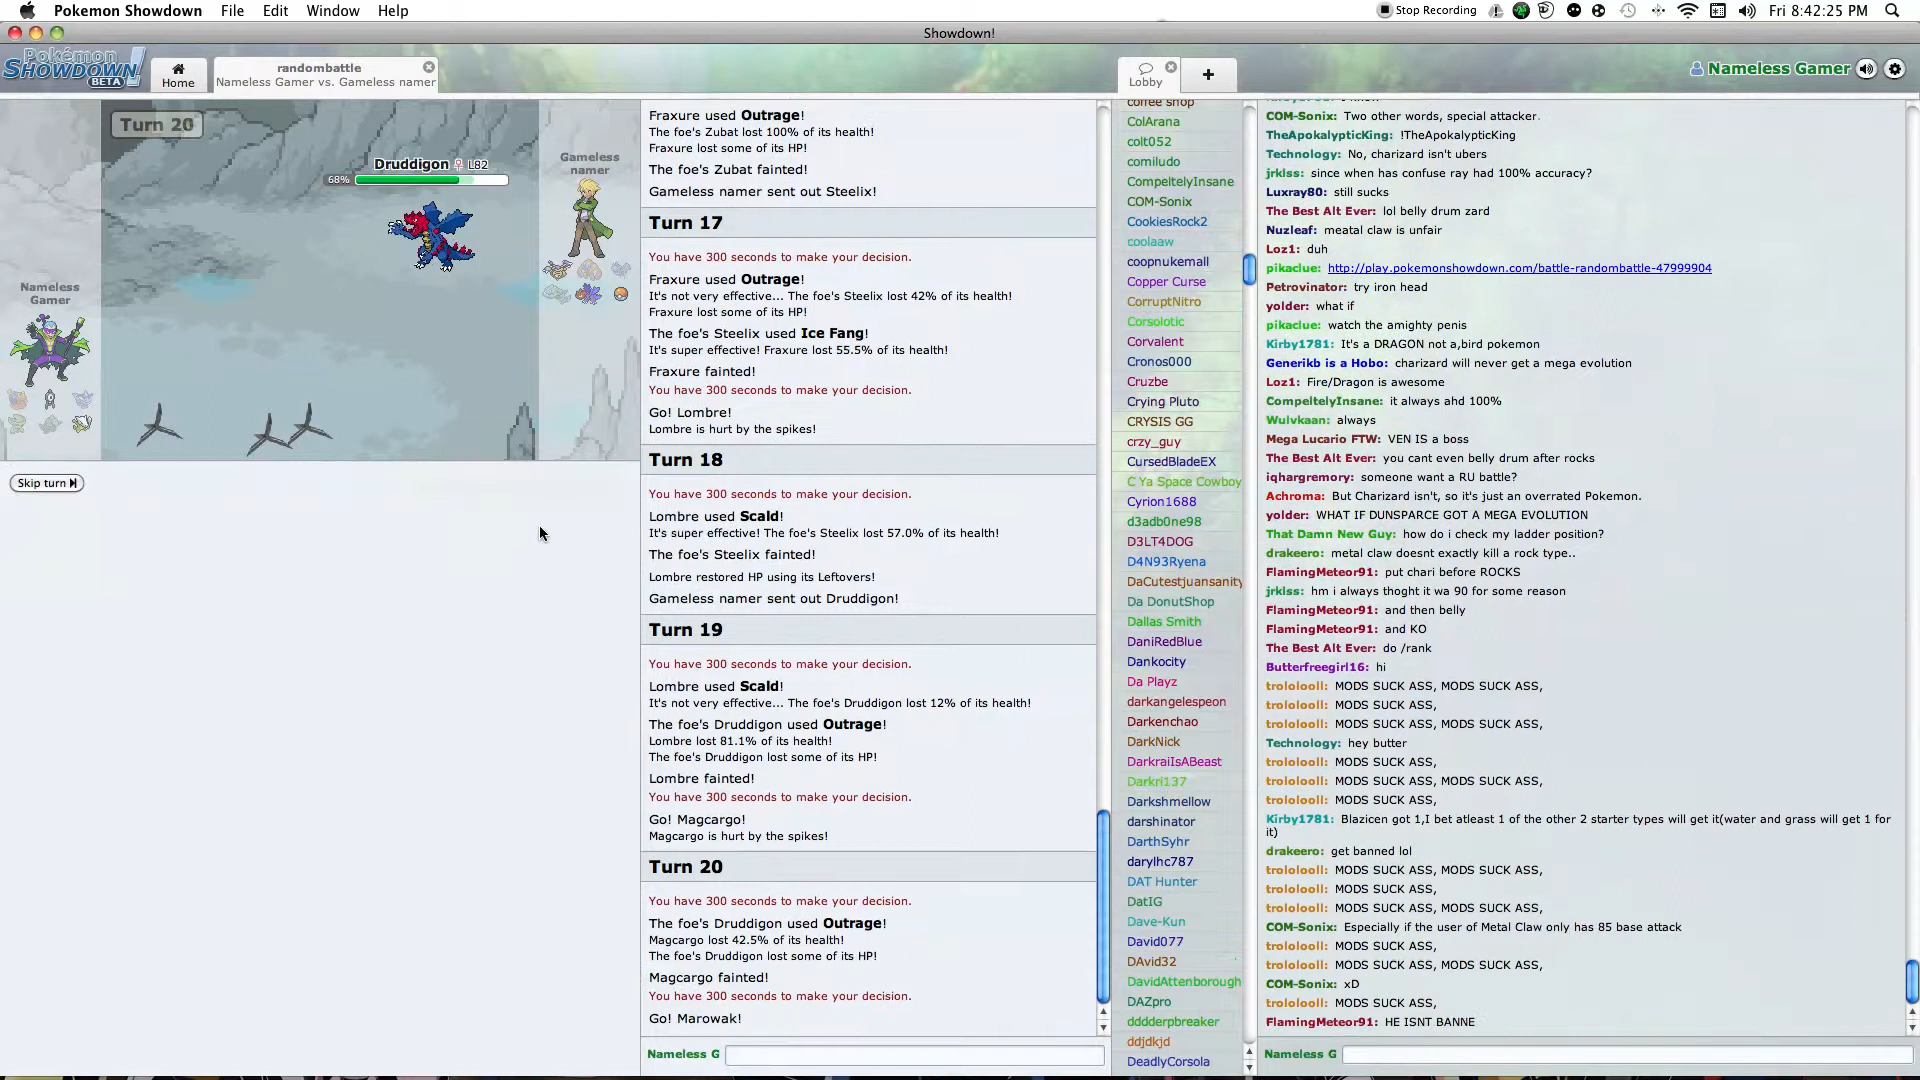 Pokemon Showdown File Edit Window Help
Stop Recording Fri 8:42:25 PM
Showdown!
Pokémon
SHOWDOWN!
BETA
Home
randombattle
Nameless Gamer vs. Gameless namer
Lobby
+
Nameless Gamer
Turn 20
Druddigon ♀ L82
68%
Gameless
namer
Nameless
Gamer
Skip turn
Fraxure used Outrage!
The foe's Zubat lost 100% of its health!
Fraxure lost some of its HP!
The foe's Zubat fainted!
Gameless namer sent out Steelix!
Turn 17
You have 300 seconds to make your decision.
Fraxure used Outrage!
It's not very effective... The foe's Steelix lost 42% of its health!
Fraxure lost some of its HP!
The foe's Steelix used Ice Fang!
It's super effective! Fraxure lost 55.5% of its health!
Fraxure fainted!
You have 300 seconds to make your decision.
Go! Lombre!
Lombre is hurt by the spikes!
Turn 18
You have 300 seconds to make your decision.
Lombre used Scald!
It's super effective! The foe's Steelix lost 57.0% of its health!
The foe's Steelix fainted!
Lombre restored HP using its Leftovers!
Gameless namer sent out Druddigon!
Turn 19
You have 300 seconds to make your decision.
Lombre used Scald!
It's not very effective... The foe's Druddigon lost 12% of its health!
The foe's Druddigon used Outrage!
Lombre lost 81.1% of its health!
The foe's Druddigon lost some of its HP!
Lombre fainted!
You have 300 seconds to make your decision.
Go! Magcargo!
Magcargo is hurt by the spikes!
Turn 20
You have 300 seconds to make your decision.
The foe's Druddigon used Outrage!
Magcargo lost 42.5% of its health!
The foe's Druddigon lost some of its HP!
Magcargo fainted!
You have 300 seconds to make your decision.
Go! Marowak!
Nameless G
coffee shop
ColArana
colt052
comiludo
CompeltelyInsane
COM-Sonix
CookiesRock2
coolaaw
coopnukemall
Copper Curse
CorruptNitro
Corsolotic
Corvalent
Cronos000
Cruzbe
Crying Pluto
CRYSIS GG
crzy_guy
CursedBladeEX
C Ya Space Cowboy
Cyrion1688
d3adb0ne98
D3LT4DOG
D4N93Ryena
DaCutestjuansanity
Da DonutShop
Dallas Smith
DaniRedBlue
Dankocity
Da Playz
darkangelespeon
Darkenchao
DarkNick
DarkraiIsABeast
Darkri137
Darkshmellow
darshinator
DarthSyhr
darylhc787
DAT Hunter
DatIG
Dave-Kun
David077
DAvid32
DavidAttenborough
DAZpro
dddderpbreaker
ddjdkjd
DeadlyCorsola
COM-Sonix: Two other words, special attacker.
TheApokalypticKing: !TheApokalypticKing
Technology: No, charizard isn't ubers
jrklss: since when has confuse ray had 100% accuracy?
Luxray80: still sucks
The Best Alt Ever: lol belly drum zard
Nuzleaf: meatal claw is unfair
Loz1: duh
pikaclue: http://play.pokemonshowdown.com/battle-randombattle-47999904
Petrovinator: try iron head
yolder: what if
pikaclue: watch the amighty penis
Kirby1781: It's a DRAGON not a,bird pokemon
Generikb is a Hobo: charizard will never get a mega evolution
Loz1: Fire/Dragon is awesome
CompeltelyInsane: it always ahd 100%
Wulvkaan: always
Mega Lucario FTW: VEN IS a boss
The Best Alt Ever: you cant even belly drum after rocks
iqhargremory: someone want a RU battle?
Achroma: But Charizard isn't, so it's just an overrated Pokemon.
yolder: WHAT IF DUNSPARCE GOT A MEGA EVOLUTION
That Damn New Guy: how do i check my ladder position?
drakeero: metal claw doesnt exactly kill a rock type..
FlamingMeteor91: put chari before ROCKS
jrklss: hm i always thoght it wa 90 for some reason
FlamingMeteor91: and then belly
FlamingMeteor91: and KO
The Best Alt Ever: do /rank
Butterfreegirl16: hi
trololooll: MODS SUCK ASS, MODS SUCK ASS,
trololooll: MODS SUCK ASS,
trololooll: MODS SUCK ASS, MODS SUCK ASS,
Technology: hey butter
trololooll: MODS SUCK ASS,
trololooll: MODS SUCK ASS, MODS SUCK ASS,
trololooll: MODS SUCK ASS,
Kirby1781: Blazicen got 1,I bet atleast 1 of the other 2 starter types will get it(water and grass will get 1 for
it)
drakeero: get banned lol
trololooll: MODS SUCK ASS, MODS SUCK ASS,
trololooll: MODS SUCK ASS,
trololooll: MODS SUCK ASS, MODS SUCK ASS,
COM-Sonix: Especially if the user of Metal Claw only has 85 base attack
trololooll: MODS SUCK ASS,
trololooll: MODS SUCK ASS, MODS SUCK ASS,
COM-Sonix: xD
trololooll: MODS SUCK ASS,
FlamingMeteor91: HE ISNT BANNE
Nameless G